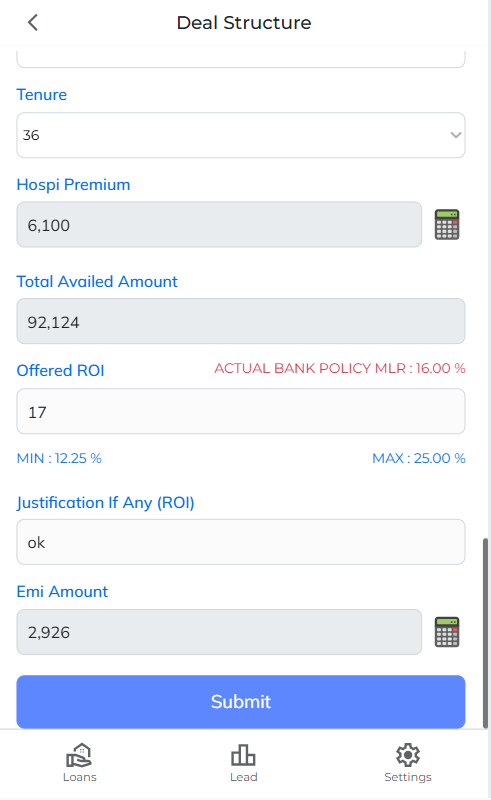 Deal Structure
Tenure
36
Hospi Premium
6,100
Total Availed Amount
92,124
Offered ROI
ACTUAL BANK POLICY MLR : 16.00 %
17
MIN : 12.25 %
MAX : 25.00 %
Justification If Any (ROI)
ok
Emi Amount
2,926
Submit
Loans
Lead
Settings